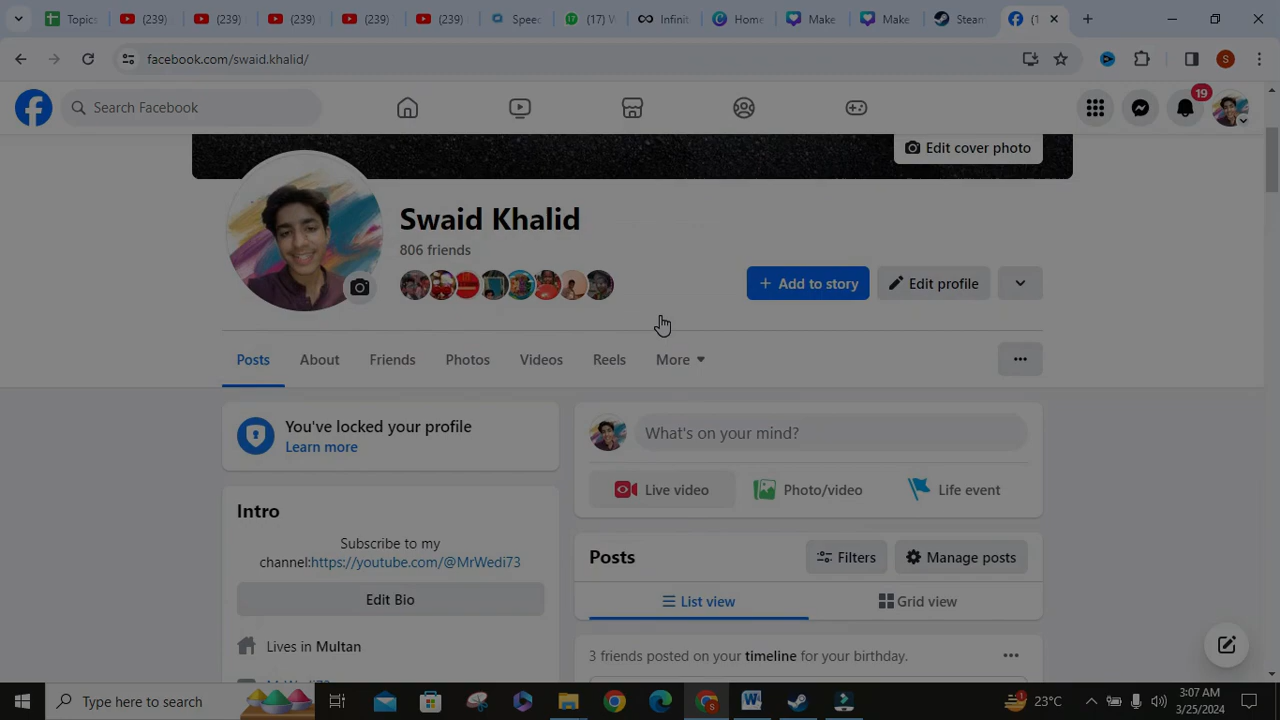 Topics
(239)
(239)
(239)
(239)
(239)
Speed
(17) W
Infinit
Home
Make
Make
Steam
(1
facebook.com/swaid.khalid/
S
Search Facebook
19
Edit cover photo
Swaid Khalid
806 friends
+ Add to story
Edit profile
Posts
About
Friends
Photos
Videos
Reels
More
You've locked your profile
Learn more
What's on your mind?
Live video
Photo/video
Life event
Intro
Subscribe to my
channel:https://youtube.com/@MrWedi73
Edit Bio
Lives in Multan
Posts
Filters
Manage posts
List view
Grid view
3 friends posted on your timeline for your birthday.
Type here to search
23°C
3:07 AM
3/25/2024